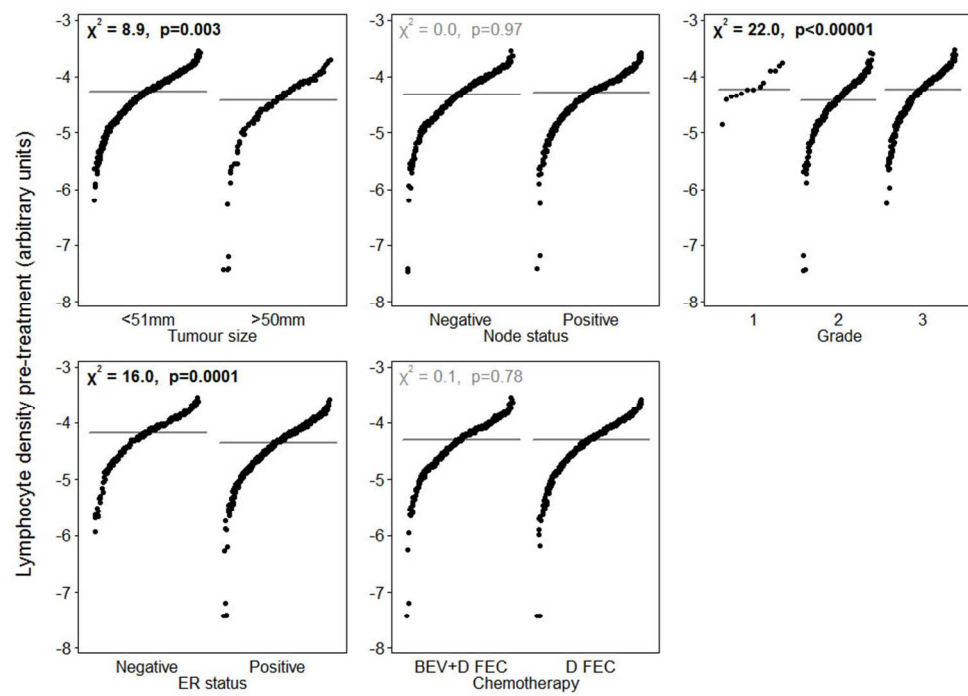 Lymphocyte density pre-treatment (arbitrary units)
χ² = 8.9, p=0.003
-3
-4
-5
-6
-7
-8
<51mm >50mm
Tumour size
χ² = 0.0, p=0.97
-3
-4
-5
-6
-7
-8
Negative Positive
Node status
χ² = 22.0, p<0.00001
-3
-4
-5
-6
-7
-8
1 2 3
Grade
χ² = 16.0, p=0.0001
-3
-4
-5
-6
-7
-8
Negative Positive
ER status
χ² = 0.1, p=0.78
-3
-4
-5
-6
-7
-8
BEV+D FEC D FEC
Chemotherapy